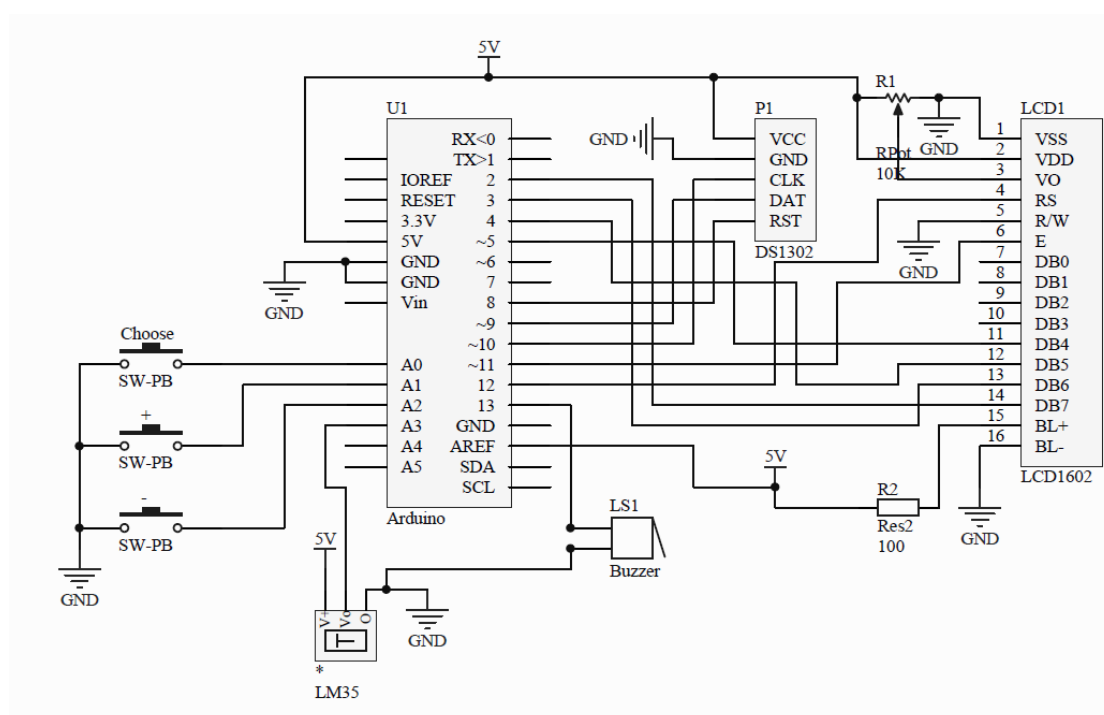 5V
R1
U1
P1
LCD1
GND
RPot
10K
GND
RX<0
TX>1
IOREF
2
RESET
3
3.3V
4
5V
~5
GND
~6
GND
7
Vin
8
~9
~10
A0
~11
A1
12
A2
13
A3
GND
A4
AREF
A5
SDA
SCL
Arduino
VCC
GND
CLK
DAT
RST
DS1302
1
VSS
2
VDD
3
VO
4
RS
5
R/W
6
E
7
DB0
8
DB1
9
DB2
10
DB3
11
DB4
12
DB5
13
DB6
14
DB7
15
BL+
16
BL-
LCD1602
GND
GND
Choose
SW-PB
+
SW-PB
-
SW-PB
GND
5V
V+
Vo
O
T
*
LM35
GND
LS1
Buzzer
5V
R2
Res2
100
GND